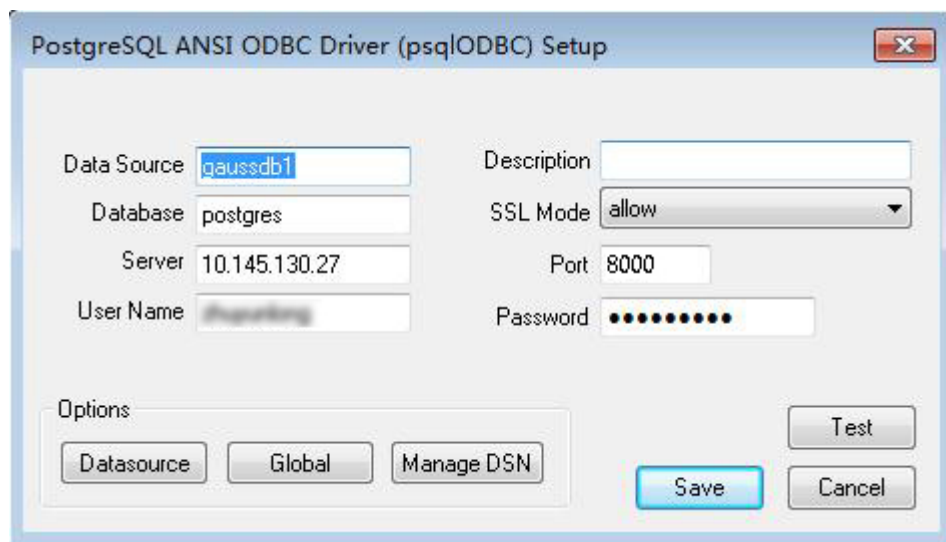 PostgreSQL ANSI ODBC Driver (psqlODBC) Setup
Data Source gaussdb1
Description
Database postgres
SSL Mode allow
Server 10.145.130.27
Port 8000
User Name
Password •••••••••
Options
Datasource Global Manage DSN
Test
Save Cancel